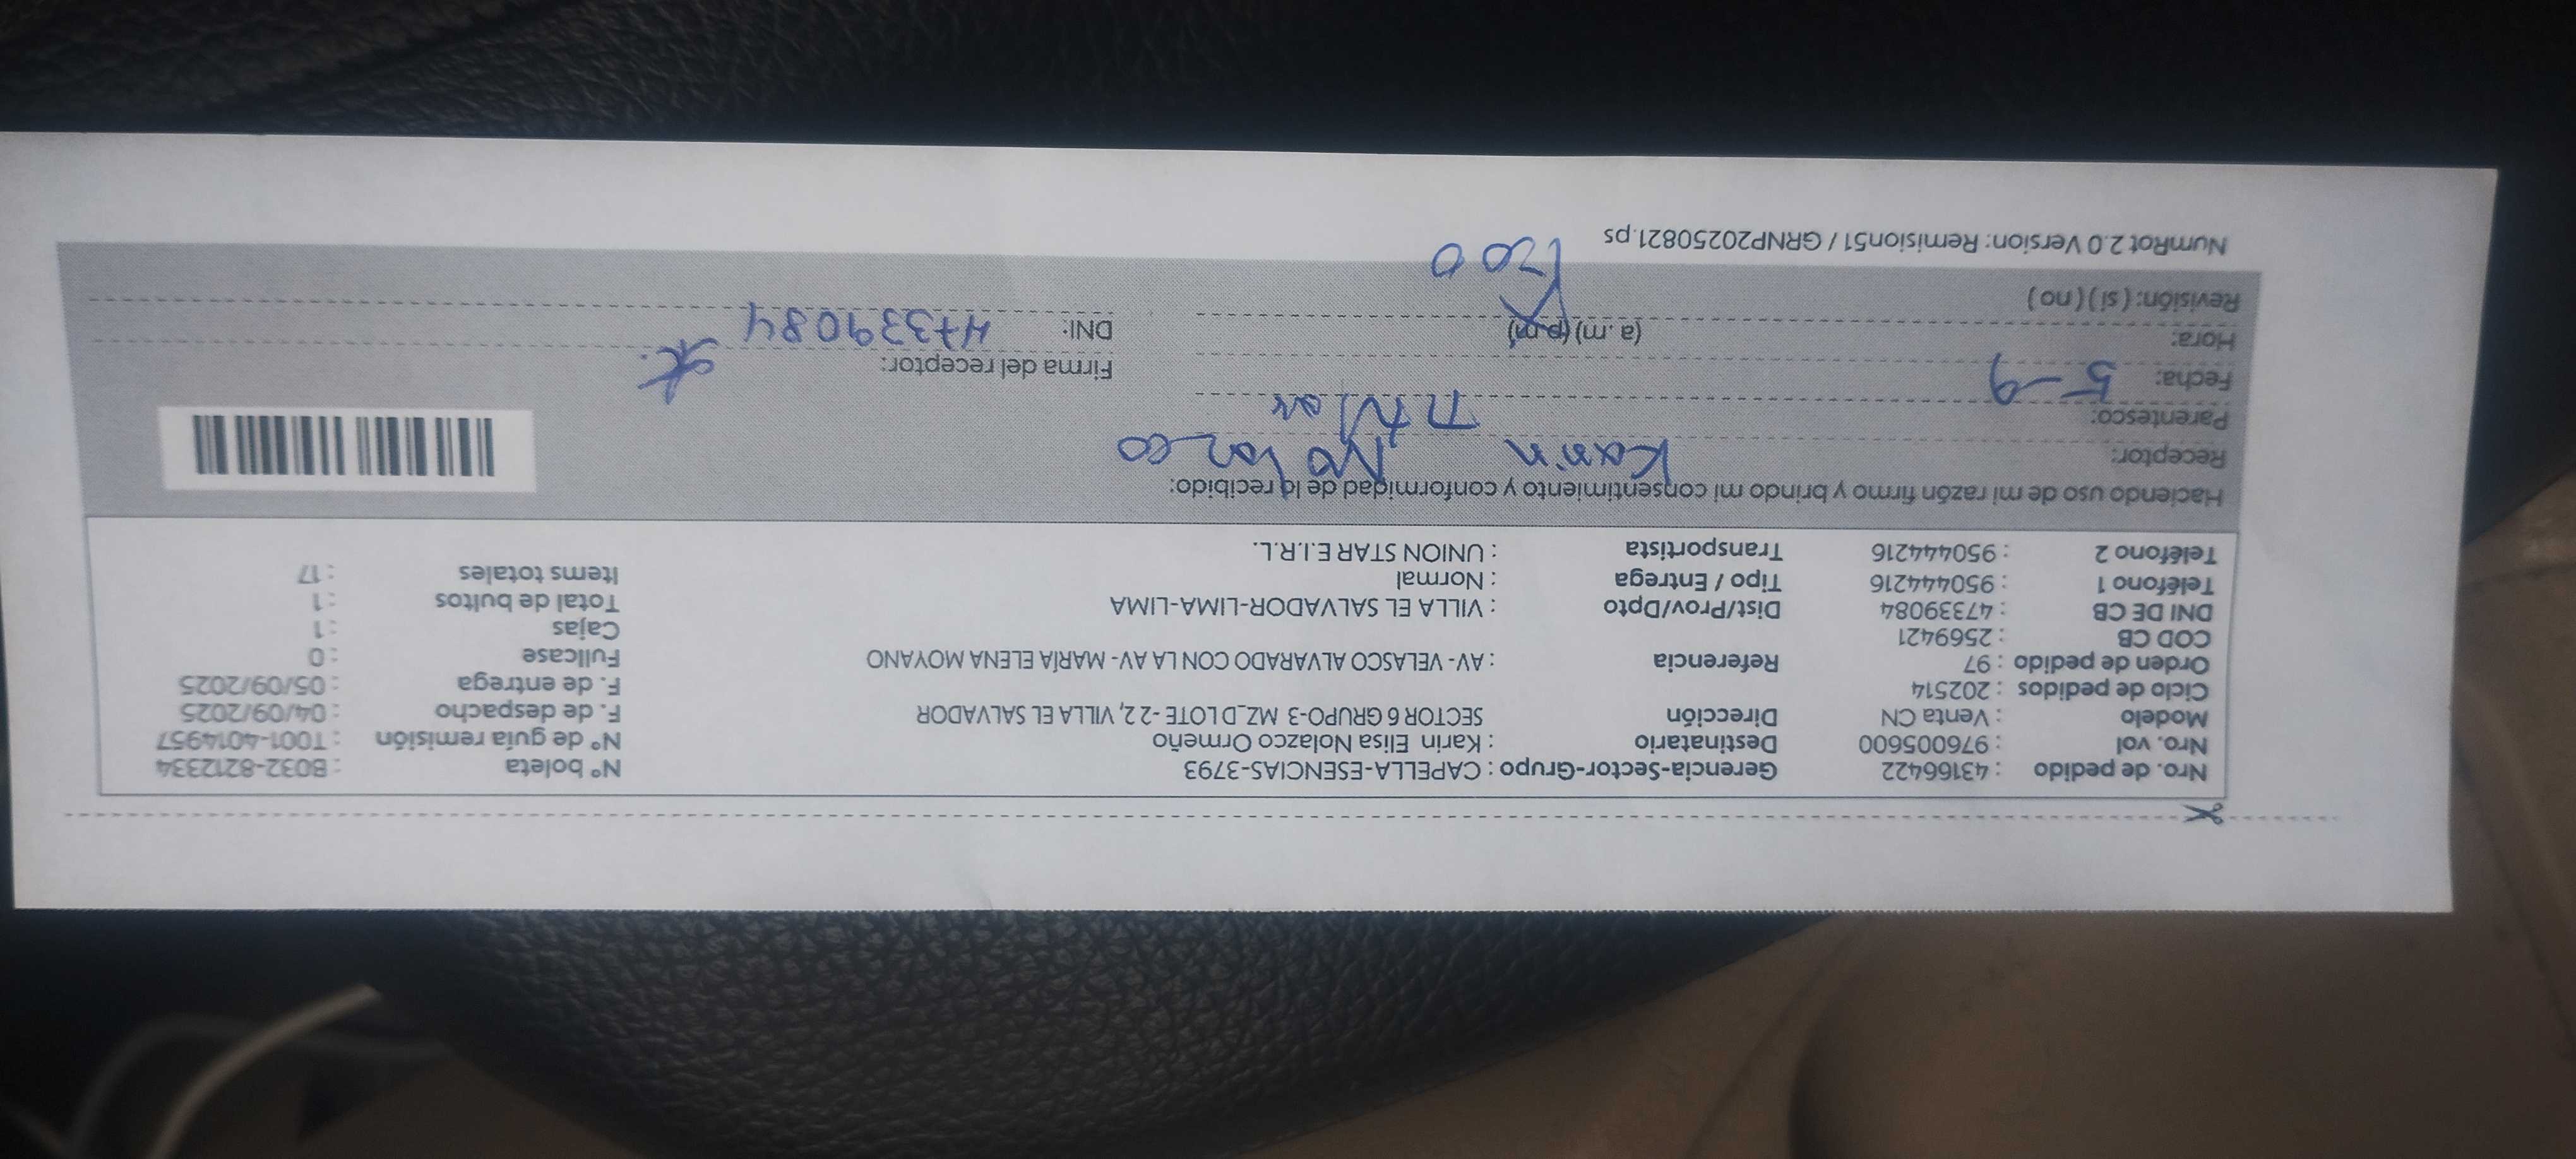 Nro. de pedido : 43166422 Gerencia-Sector-Grupo : CAPELLA-ESENCIAS-3793 N° boleta : B032-8212334
Nro. vol : 976005600 Destinatario : Karin Elisa Nolazco Ormeño N° de guía remisión : T001-4014957
Modelo : Venta CN Dirección SECTOR 6 GRUPO-3 MZ_D LOTE -22, VILLA EL SALVADOR F. de despacho : 04/09/2025
Ciclo de pedidos : 202514 F. de entrega : 05/09/2025
Orden de pedido : 97 Referencia : AV- VELASCO ALVARADO CON LA AV- MARÍA ELENA MOYANO Fullcase : 0
COD CB : 2569421 Cajas : 1
DNI DE CB : 47339084 Dist/Prov/Dpto : VILLA EL SALVADOR-LIMA-LIMA Total de bultos : 1
Teléfono 1 : 950444216 Tipo / Entrega : Normal Items totales : 17
Teléfono 2 : 950444216 Transportista : UNION STAR E.I.R.L.
Haciendo uso de mi razón firmo y brindo mi consentimiento y conformidad de lo recibido:
Receptor: Karin Nolazco
Parentesco: Titular
Fecha: 5-9 Firma del receptor:
Hora: (a .m) (p.m) DNI: 47339084
Revisión: ( si ) ( no )
1300
NumRot 2.0 Version: Remision51 / GRNP20250821.ps